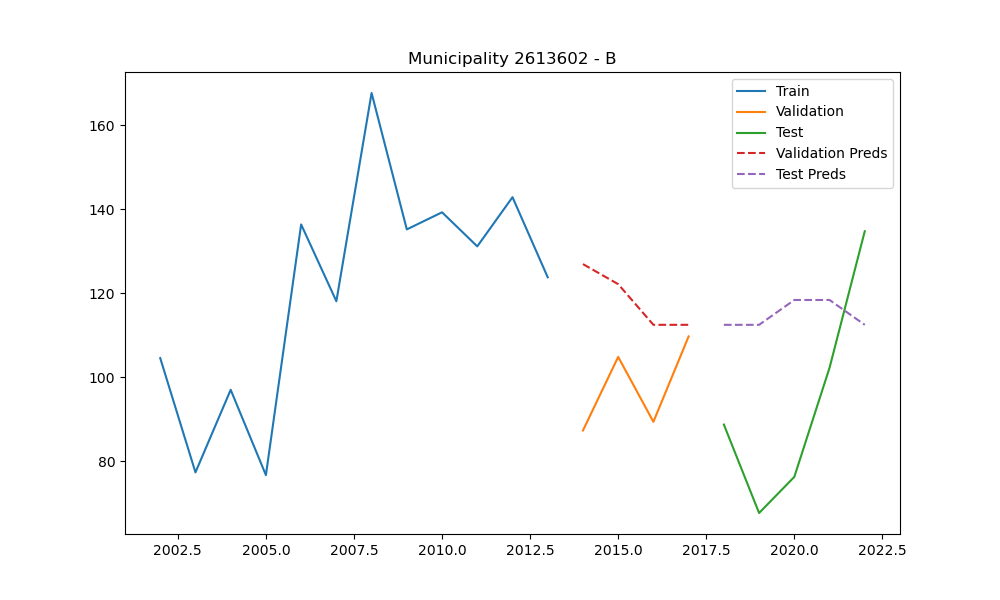 Municipality 2613602 - B
Train
Validation
Test
Validation Preds
Test Preds
160
140
120
100
80
2002.5 2005.0 2007.5 2010.0 2012.5 2015.0 2017.5 2020.0 2022.5